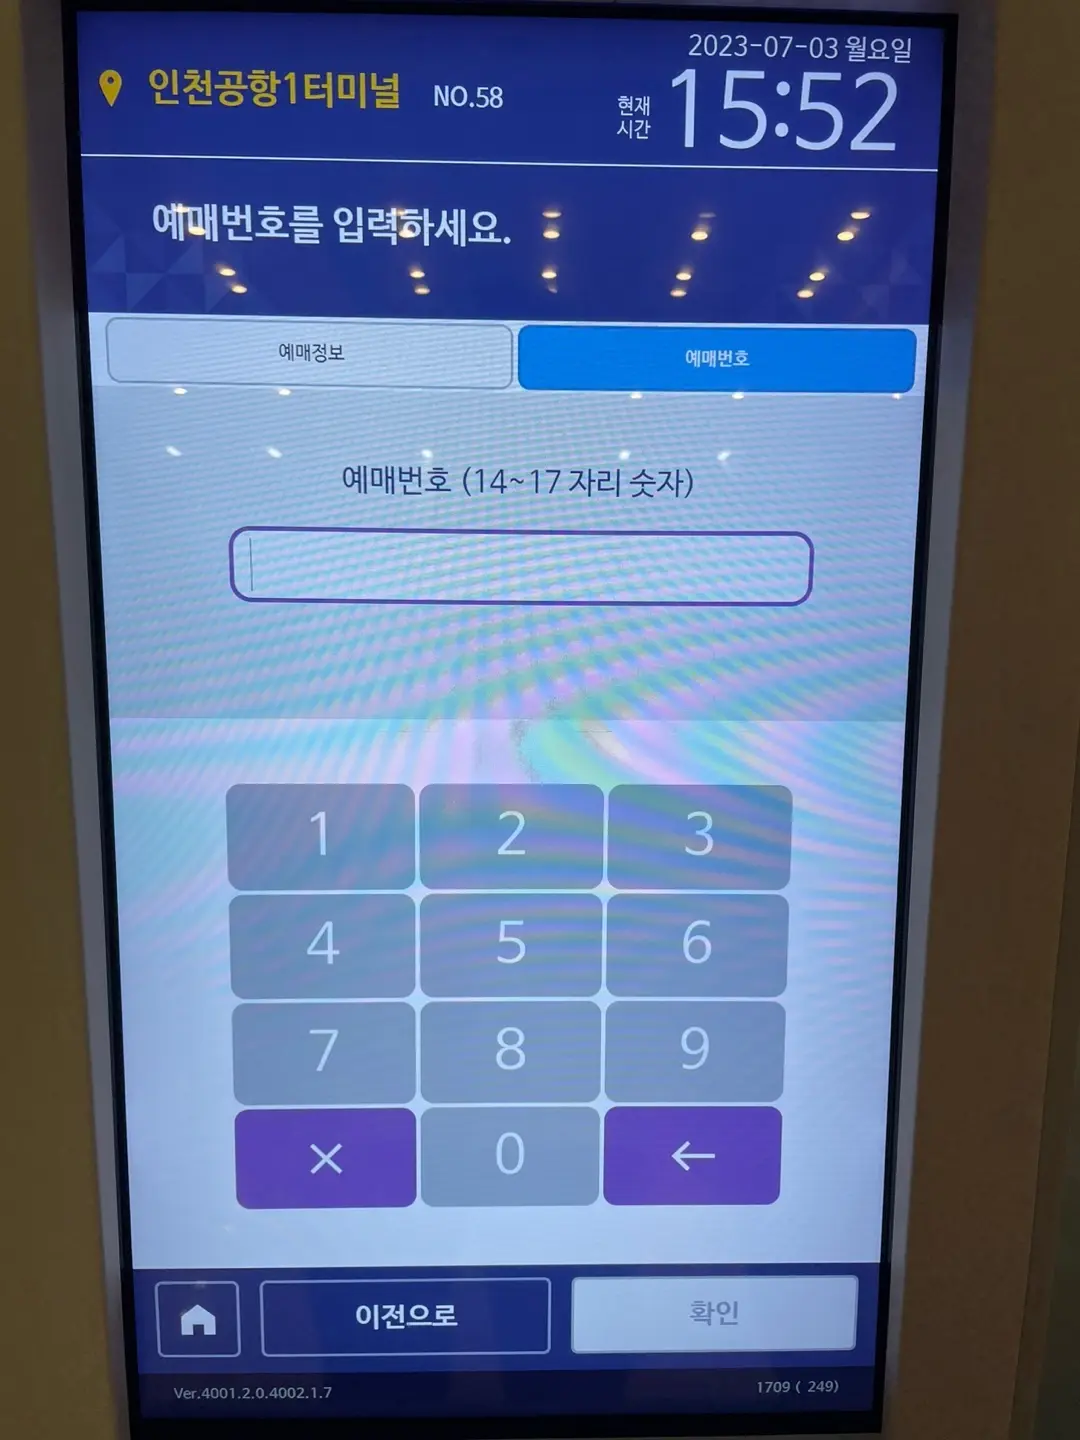 2023-07-03 월요일
인천공항1터미널 NO.58
현재
시간
15:52
예매번호를 입력하세요.
예매정보
예매번호
예매번호 (14~17 자리 숫자)
1 2 3
4 5 6
7 8 9
× 0 ←
이전으로
확인
Ver.4001.2.0.4002.1.7
1709 ( 249)